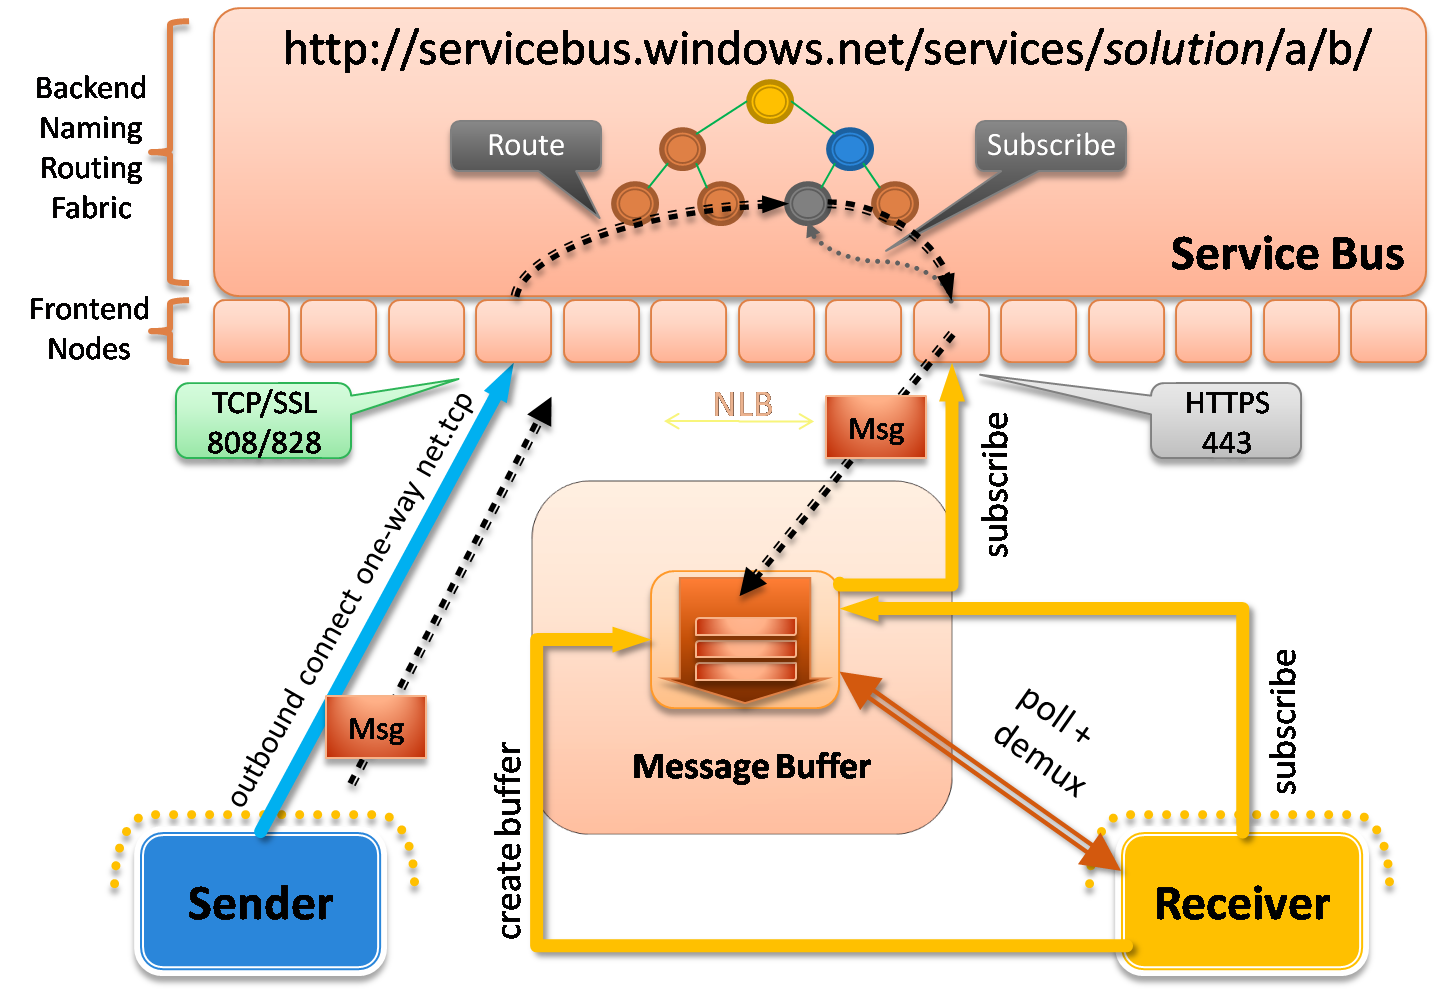 http://servicebus.windows.net/services/solution/a/b/
Backend
Naming
Routing
Fabric
Route
Subscribe
Service Bus
Frontend
Nodes
TCP/SSL
808/828
NLB
Msg
HTTPS
443
outbound connect one-way net.tcp
subscribe
Msg
Message Buffer
create buffer
poll +
demux
subscribe
Sender
Receiver